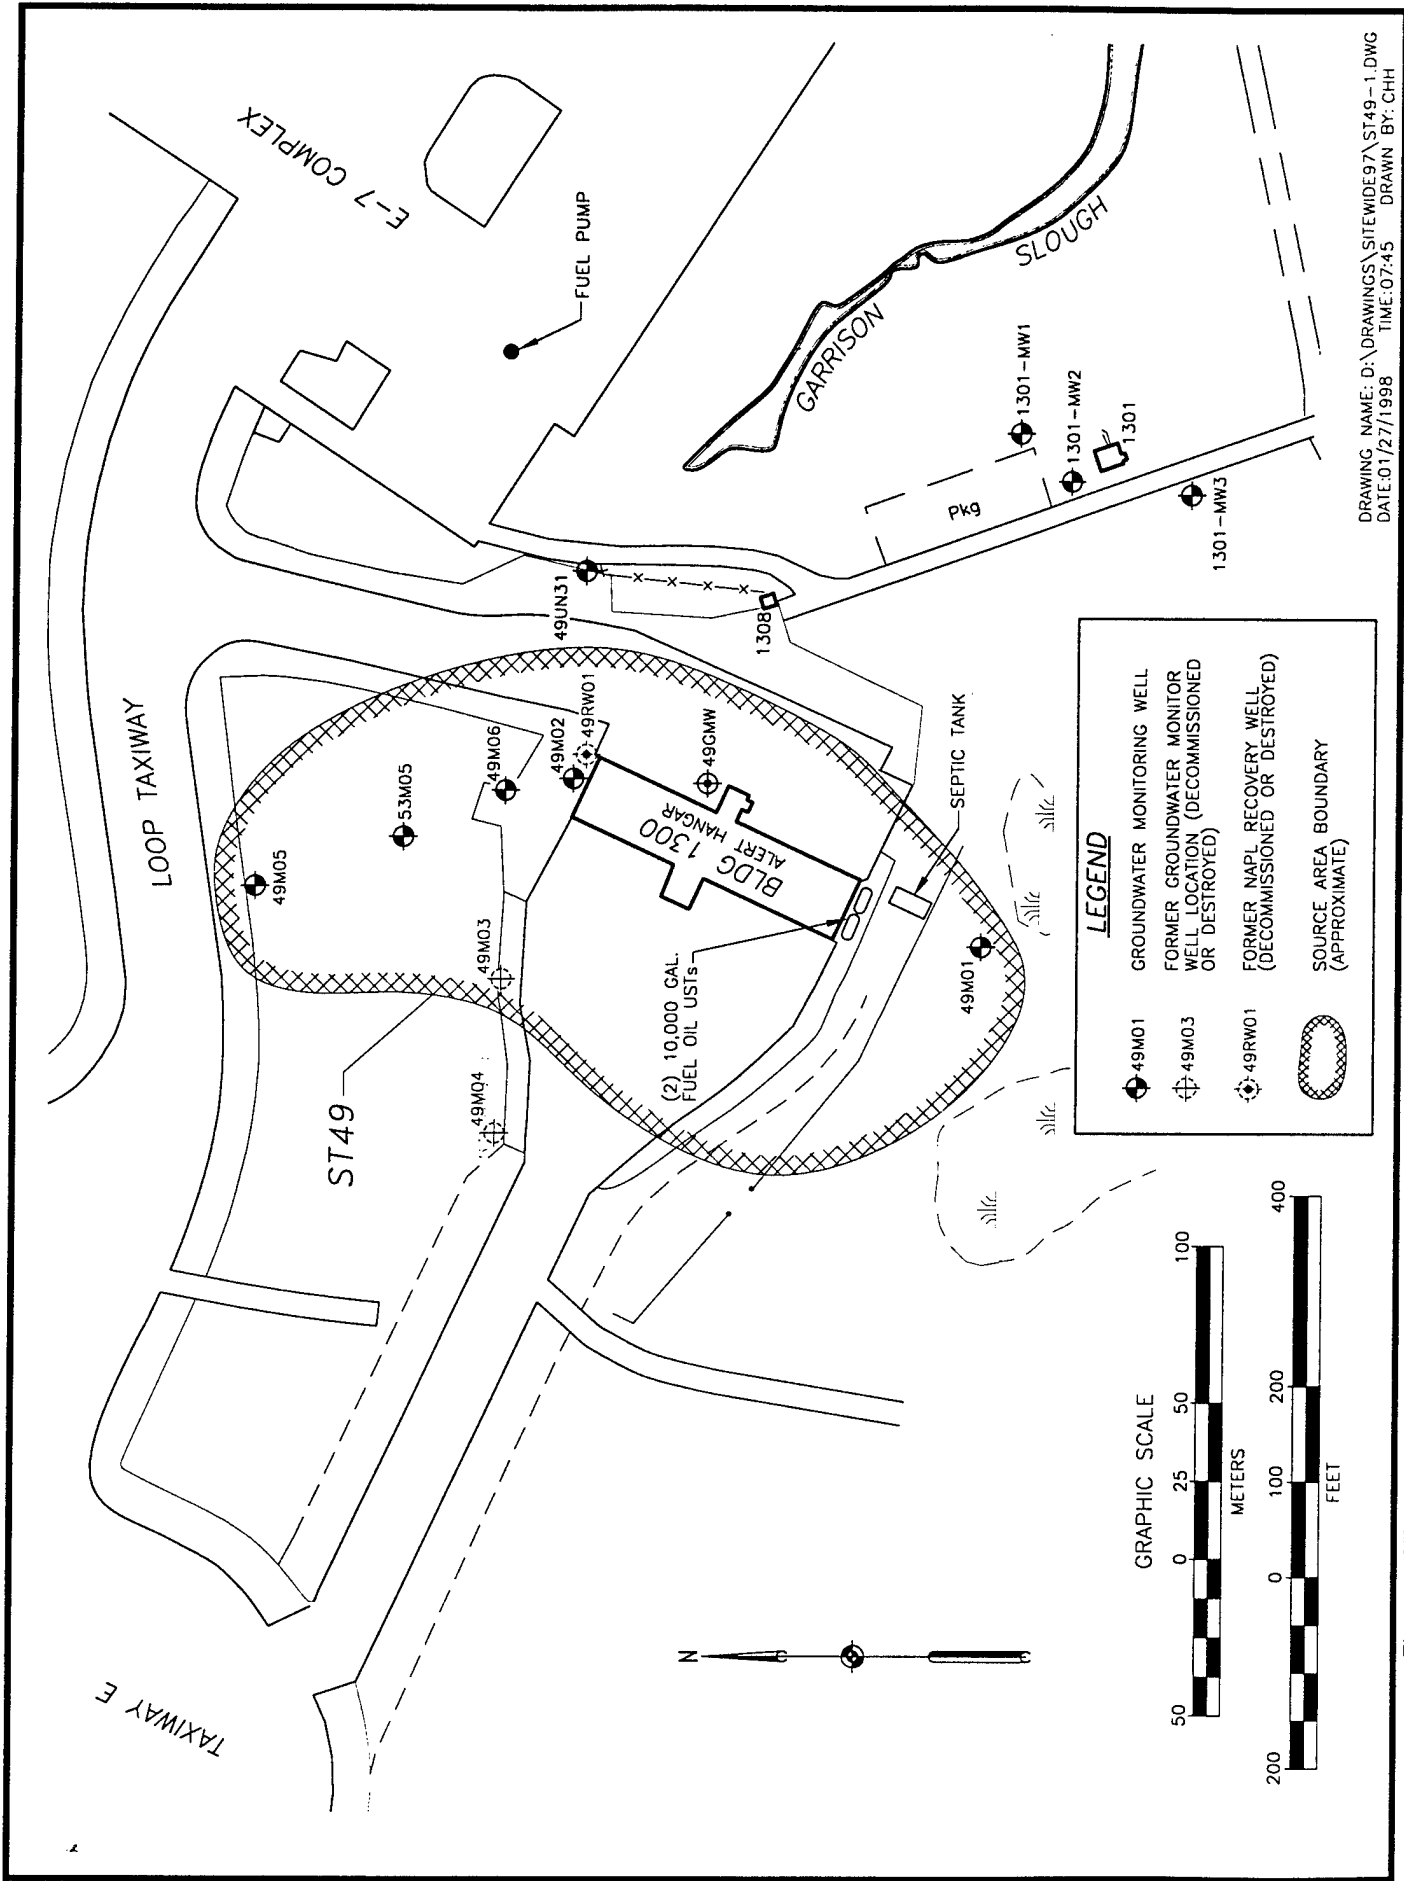 TAXIWAY E
LOOP TAXIWAY
E-7 COMPLEX
FUEL PUMP
ST49
49M05
53M05
49M04
49M03
49M06
49M02
49RW01
49UN31
BLDG 1300
ALERT HANGAR
49GMW
1308
(2) 10,000 GAL.
FUEL OIL USTs
SEPTIC TANK
49M01
GARRISON
SLOUGH
Pkg
1301-MW1
1301-MW2
1301
1301-MW3
N
GRAPHIC SCALE
50 0 25 50 100
METERS
200 0 100 200 400
FEET
LEGEND
49M01 GROUNDWATER MONITORING WELL
49M03 FORMER GROUNDWATER MONITOR
WELL LOCATION (DECOMMISSIONED
OR DESTROYED)
49RW01 FORMER NAPL RECOVERY WELL
(DECOMMISSIONED OR DESTROYED)
SOURCE AREA BOUNDARY
(APPROXIMATE)
DRAWING NAME: D:\DRAWINGS\SITEWIDE97\ST49-1.DWG
DATE:01/27/1998 TIME:07:45 DRAWN BY: CHH